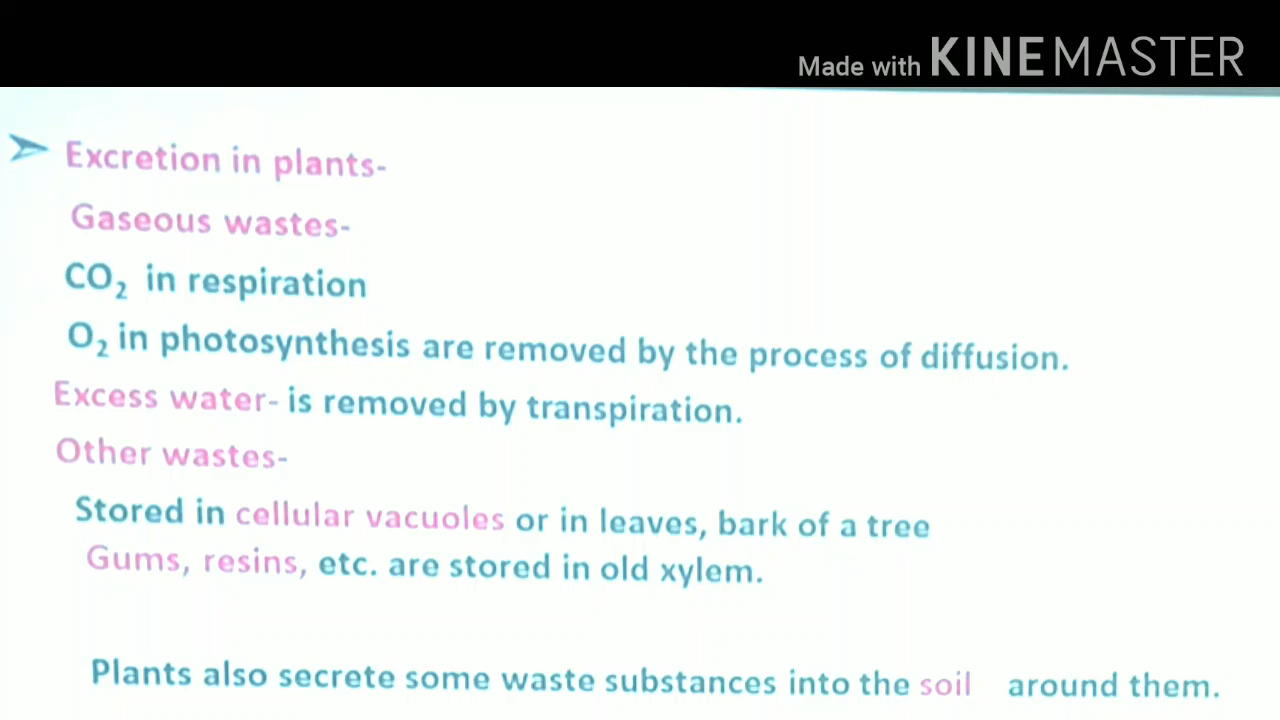 Made with KINEMASTER
➤ Excretion in plants-
Gaseous wastes-
CO₂ in respiration
O₂ in photosynthesis are removed by the process of diffusion.
Excess water- is removed by transpiration.
Other wastes-
Stored in cellular vacuoles or in leaves, bark of a tree
Gums, resins, etc. are stored in old xylem.
Plants also secrete some waste substances into the soil around them.